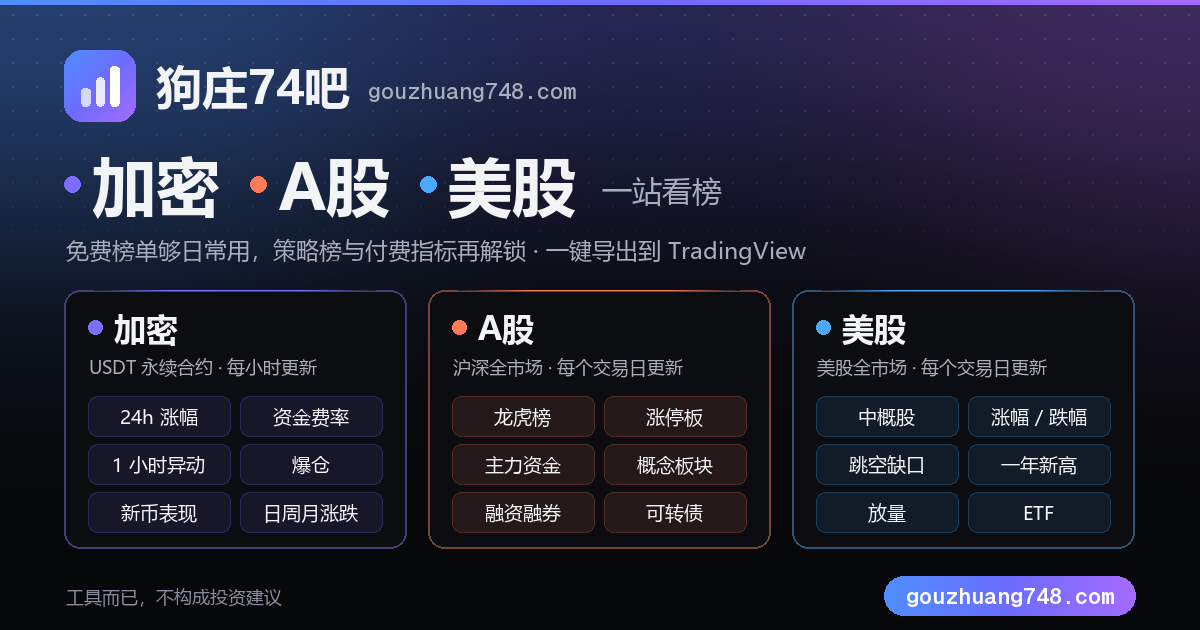 狗庄74吧 gouzhuang748.com
加密 A股 美股 一站看榜
免费榜单够日常用，策略榜与付费指标再解锁 · 一键导出到 TradingView
加密
USDT 永续合约 · 每小时更新
24h 涨幅 资金费率
1 小时异动 爆仓
新币表现 日周月涨跌
A股
沪深全市场 · 每个交易日更新
龙虎榜 涨停板
主力资金 概念板块
融资融券 可转债
美股
美股全市场 · 每个交易日更新
中概股 涨幅 / 跌幅
跳空缺口 一年新高
放量 ETF
工具而已，不构成投资建议
gouzhuang748.com